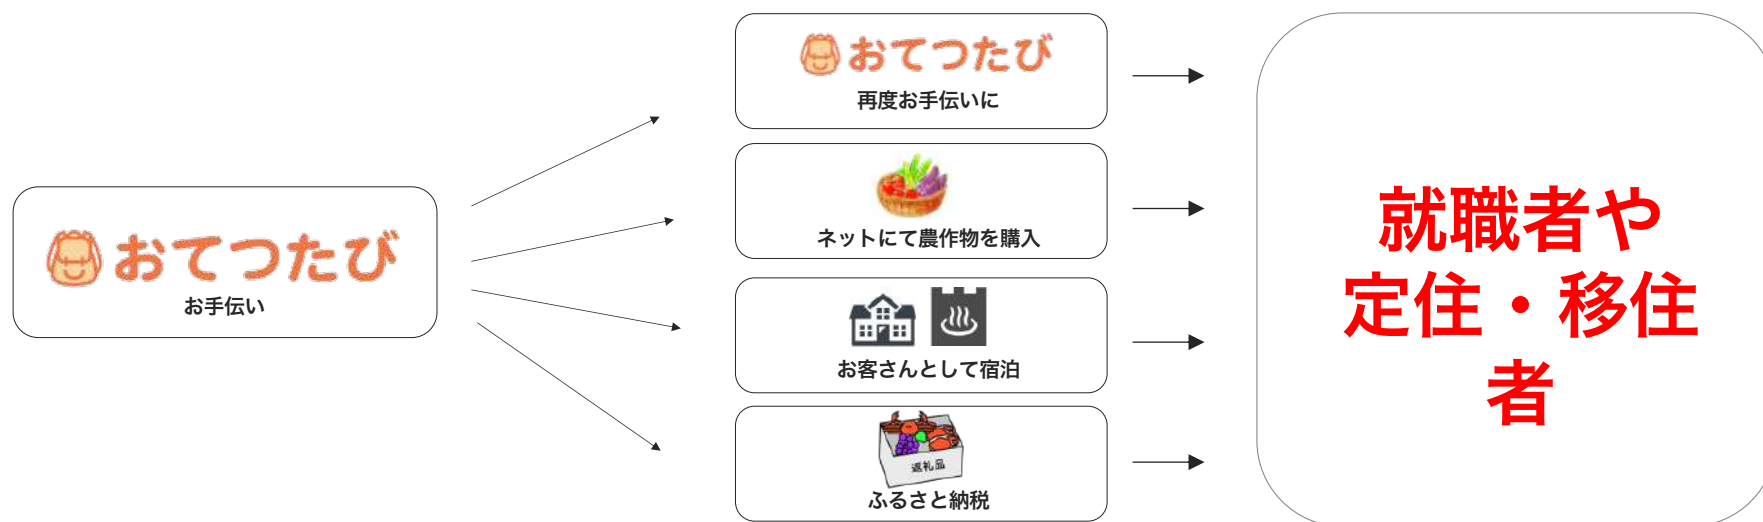 おてつたび
お手伝い
おてつたび
再度お手伝いに
ネットにて農作物を購入
お客さんとして宿泊
返礼品
ふるさと納税
就職者や
定住・移住
者